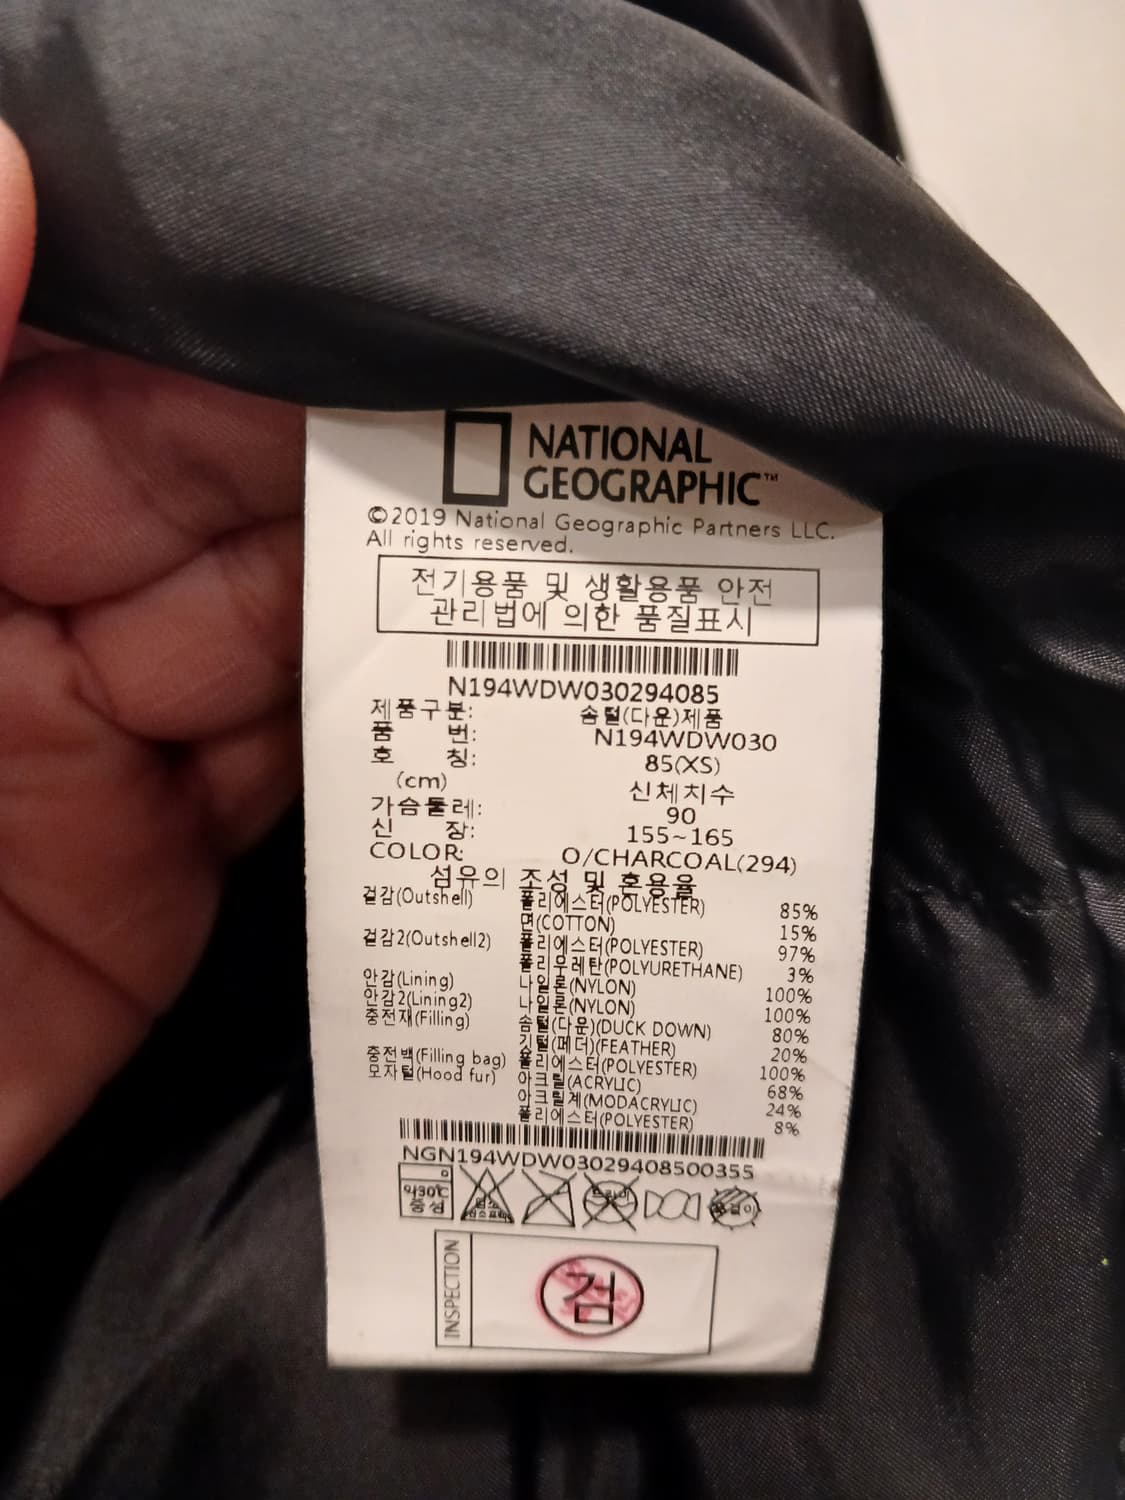 NATIONAL
GEOGRAPHIC™
©2019 National Geographic Partners LLC.
All rights reserved.
전기용품 및 생활용품 안전
관리법에 의한 품질표시
N194WDW030294085
제품구분: 솜털(다운)제품
품 번: N194WDW030
호 칭: 85(XS)
(cm) 신체치수
가슴둘레: 90
신 장: 155~165
COLOR: O/CHARCOAL(294)
섬유의 조성 및 혼용율
겉감(Outshell) 폴리에스터(POLYESTER) 85%
면(COTTON) 15%
겉감2(Outshell2) 폴리에스터(POLYESTER) 97%
폴리우레탄(POLYURETHANE) 3%
안감(Lining) 나일론(NYLON) 100%
안감2(Lining2) 나일론(NYLON) 100%
충전재(Filling) 솜털(다운)(DUCK DOWN) 80%
깃털(페더)(FEATHER) 20%
충전백(Filling bag) 폴리에스터(POLYESTER) 100%
모자털(Hood fur) 아크릴(ACRYLIC) 68%
아크릴계(MODACRYLIC) 24%
폴리에스터(POLYESTER) 8%
NGN194WDW03029408500355
약30℃
중성
드라이
INSPECTION
검